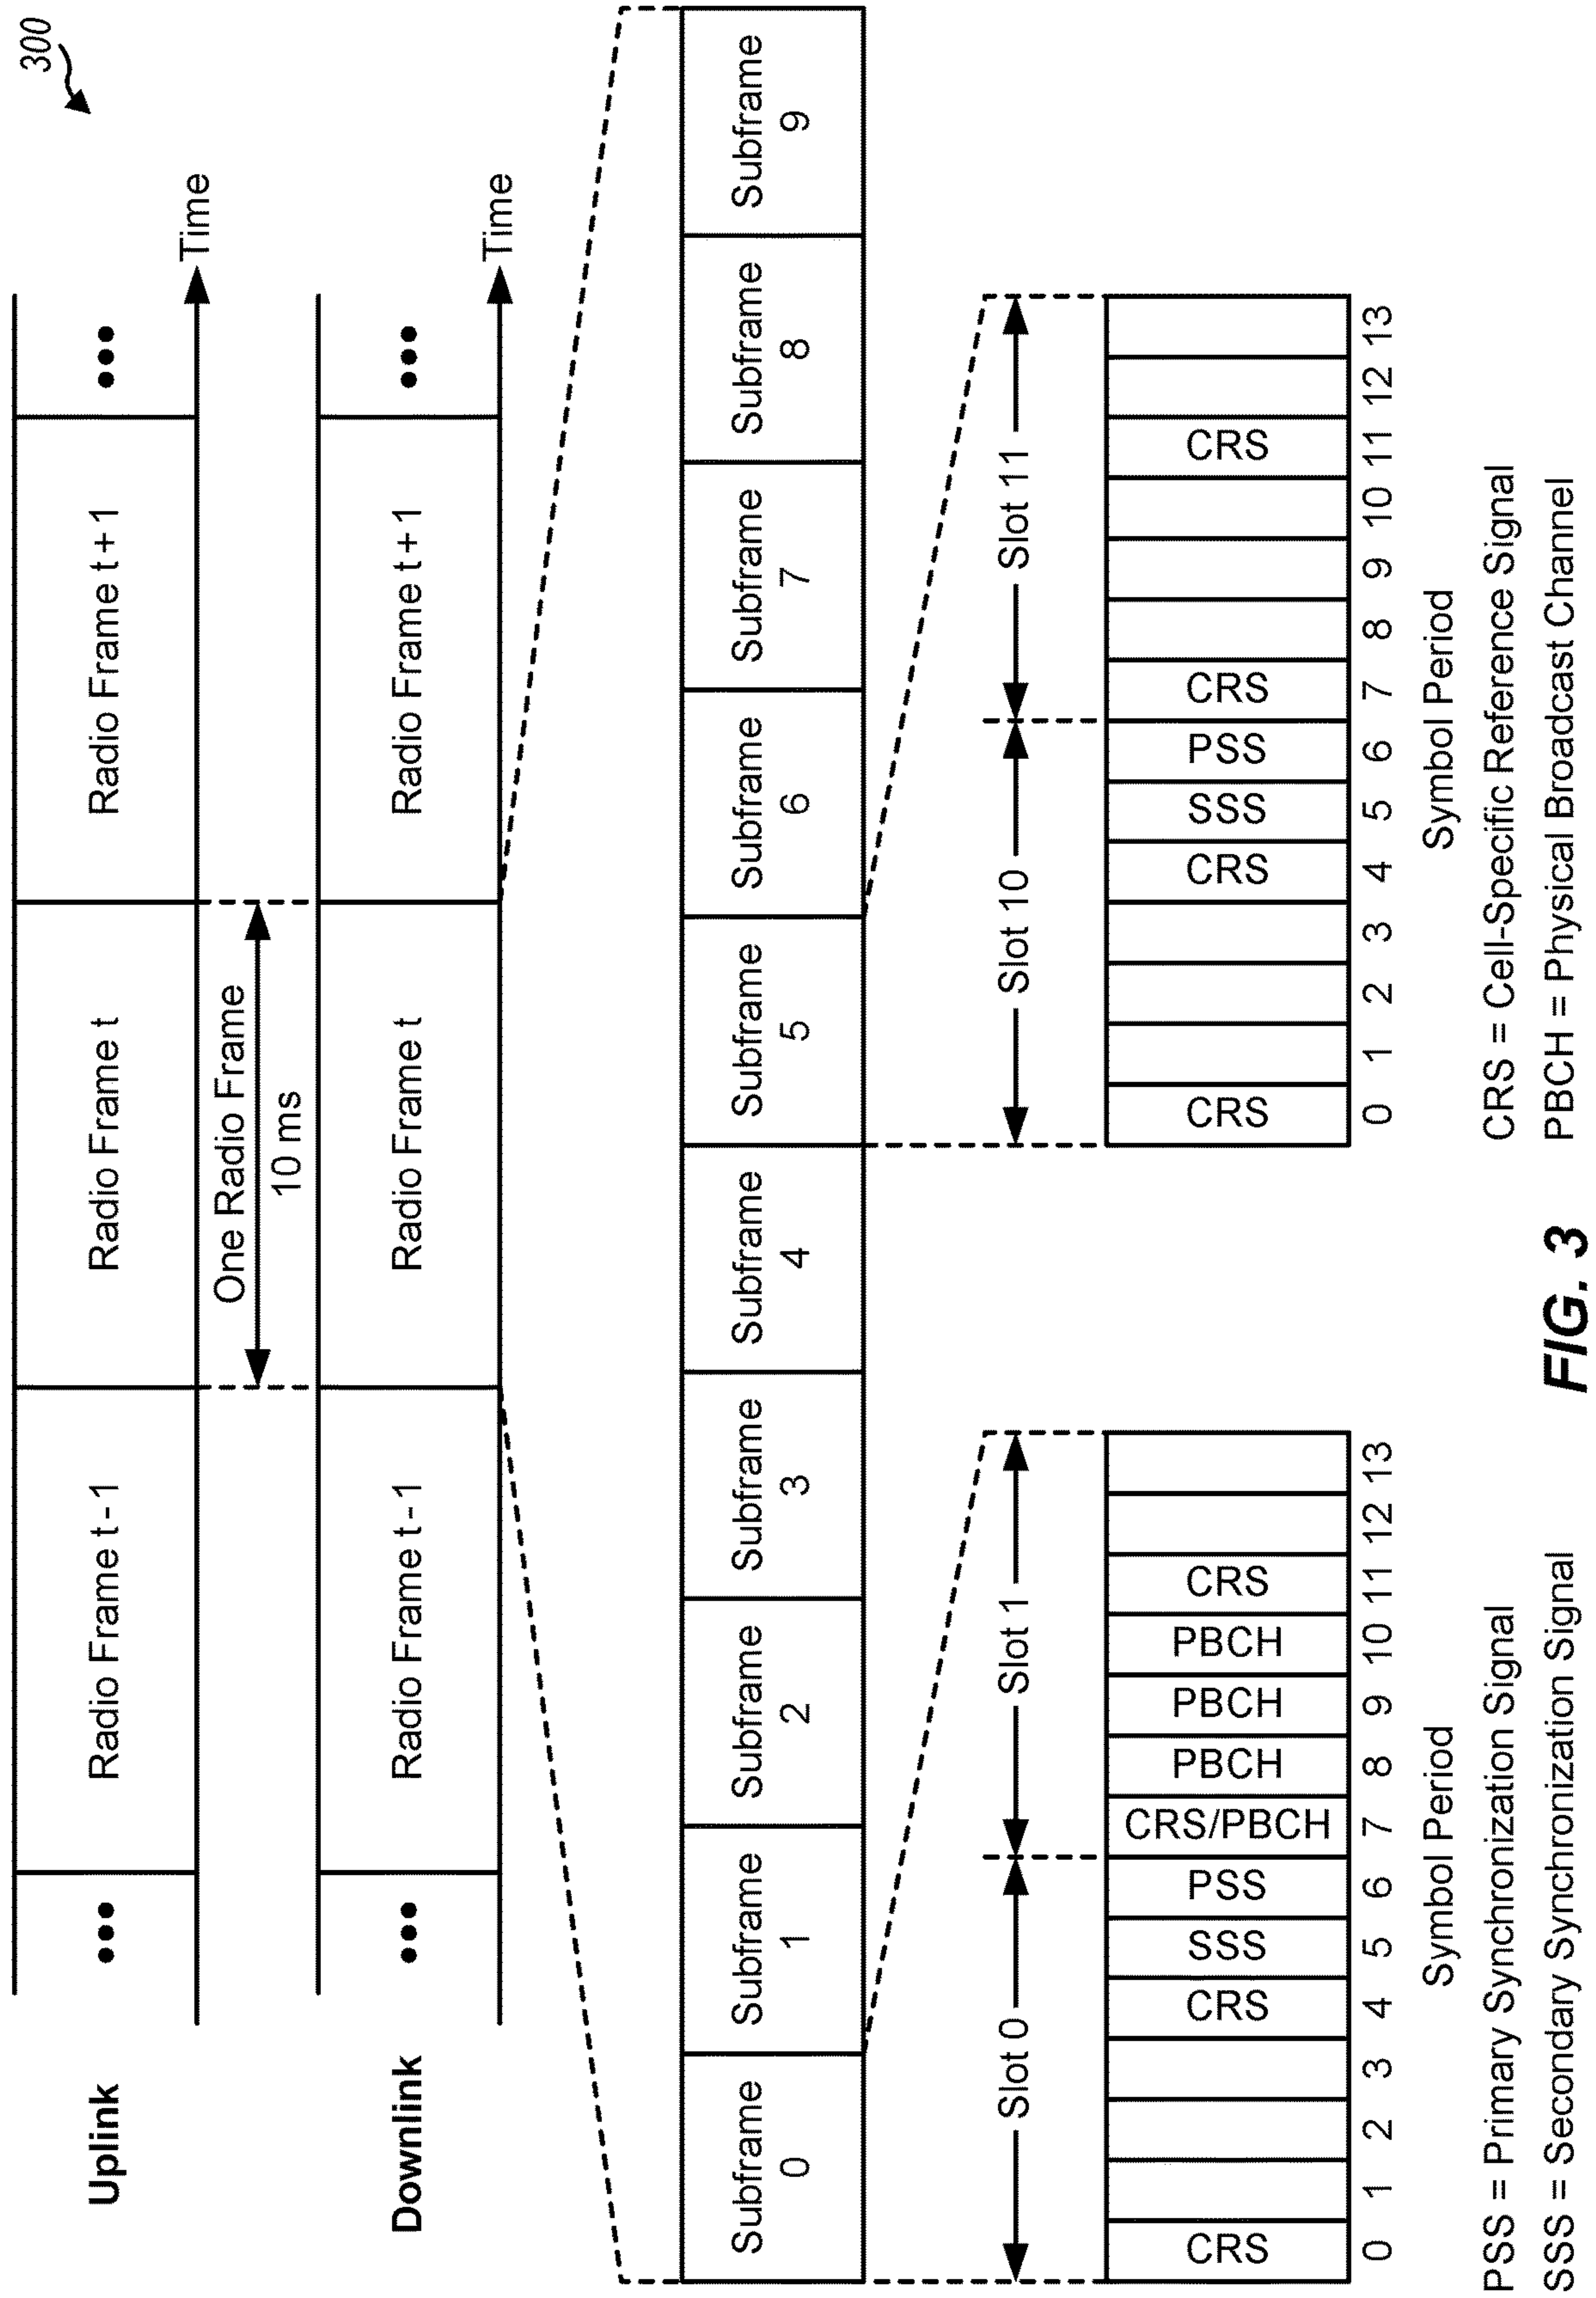 300
Uplink
••• Radio Frame t - 1 Radio Frame t Radio Frame t + 1 •••
Time
One Radio Frame
10 ms
Downlink
••• Radio Frame t - 1 Radio Frame t Radio Frame t + 1 •••
Time
Subframe 0
Subframe 1
Subframe 2
Subframe 3
Subframe 4
Subframe 5
Subframe 6
Subframe 7
Subframe 8
Subframe 9
Slot 0 Slot 1
CRS CRS SSS PSS CRS/PBCH PBCH PBCH PBCH CRS
0 1 2 3 4 5 6 7 8 9 10 11 12 13
Symbol Period
Slot 10 Slot 11
CRS CRS SSS PSS CRS CRS
0 1 2 3 4 5 6 7 8 9 10 11 12 13
Symbol Period
PSS = Primary Synchronization Signal
SSS = Secondary Synchronization Signal
CRS = Cell-Specific Reference Signal
PBCH = Physical Broadcast Channel
FIG. 3